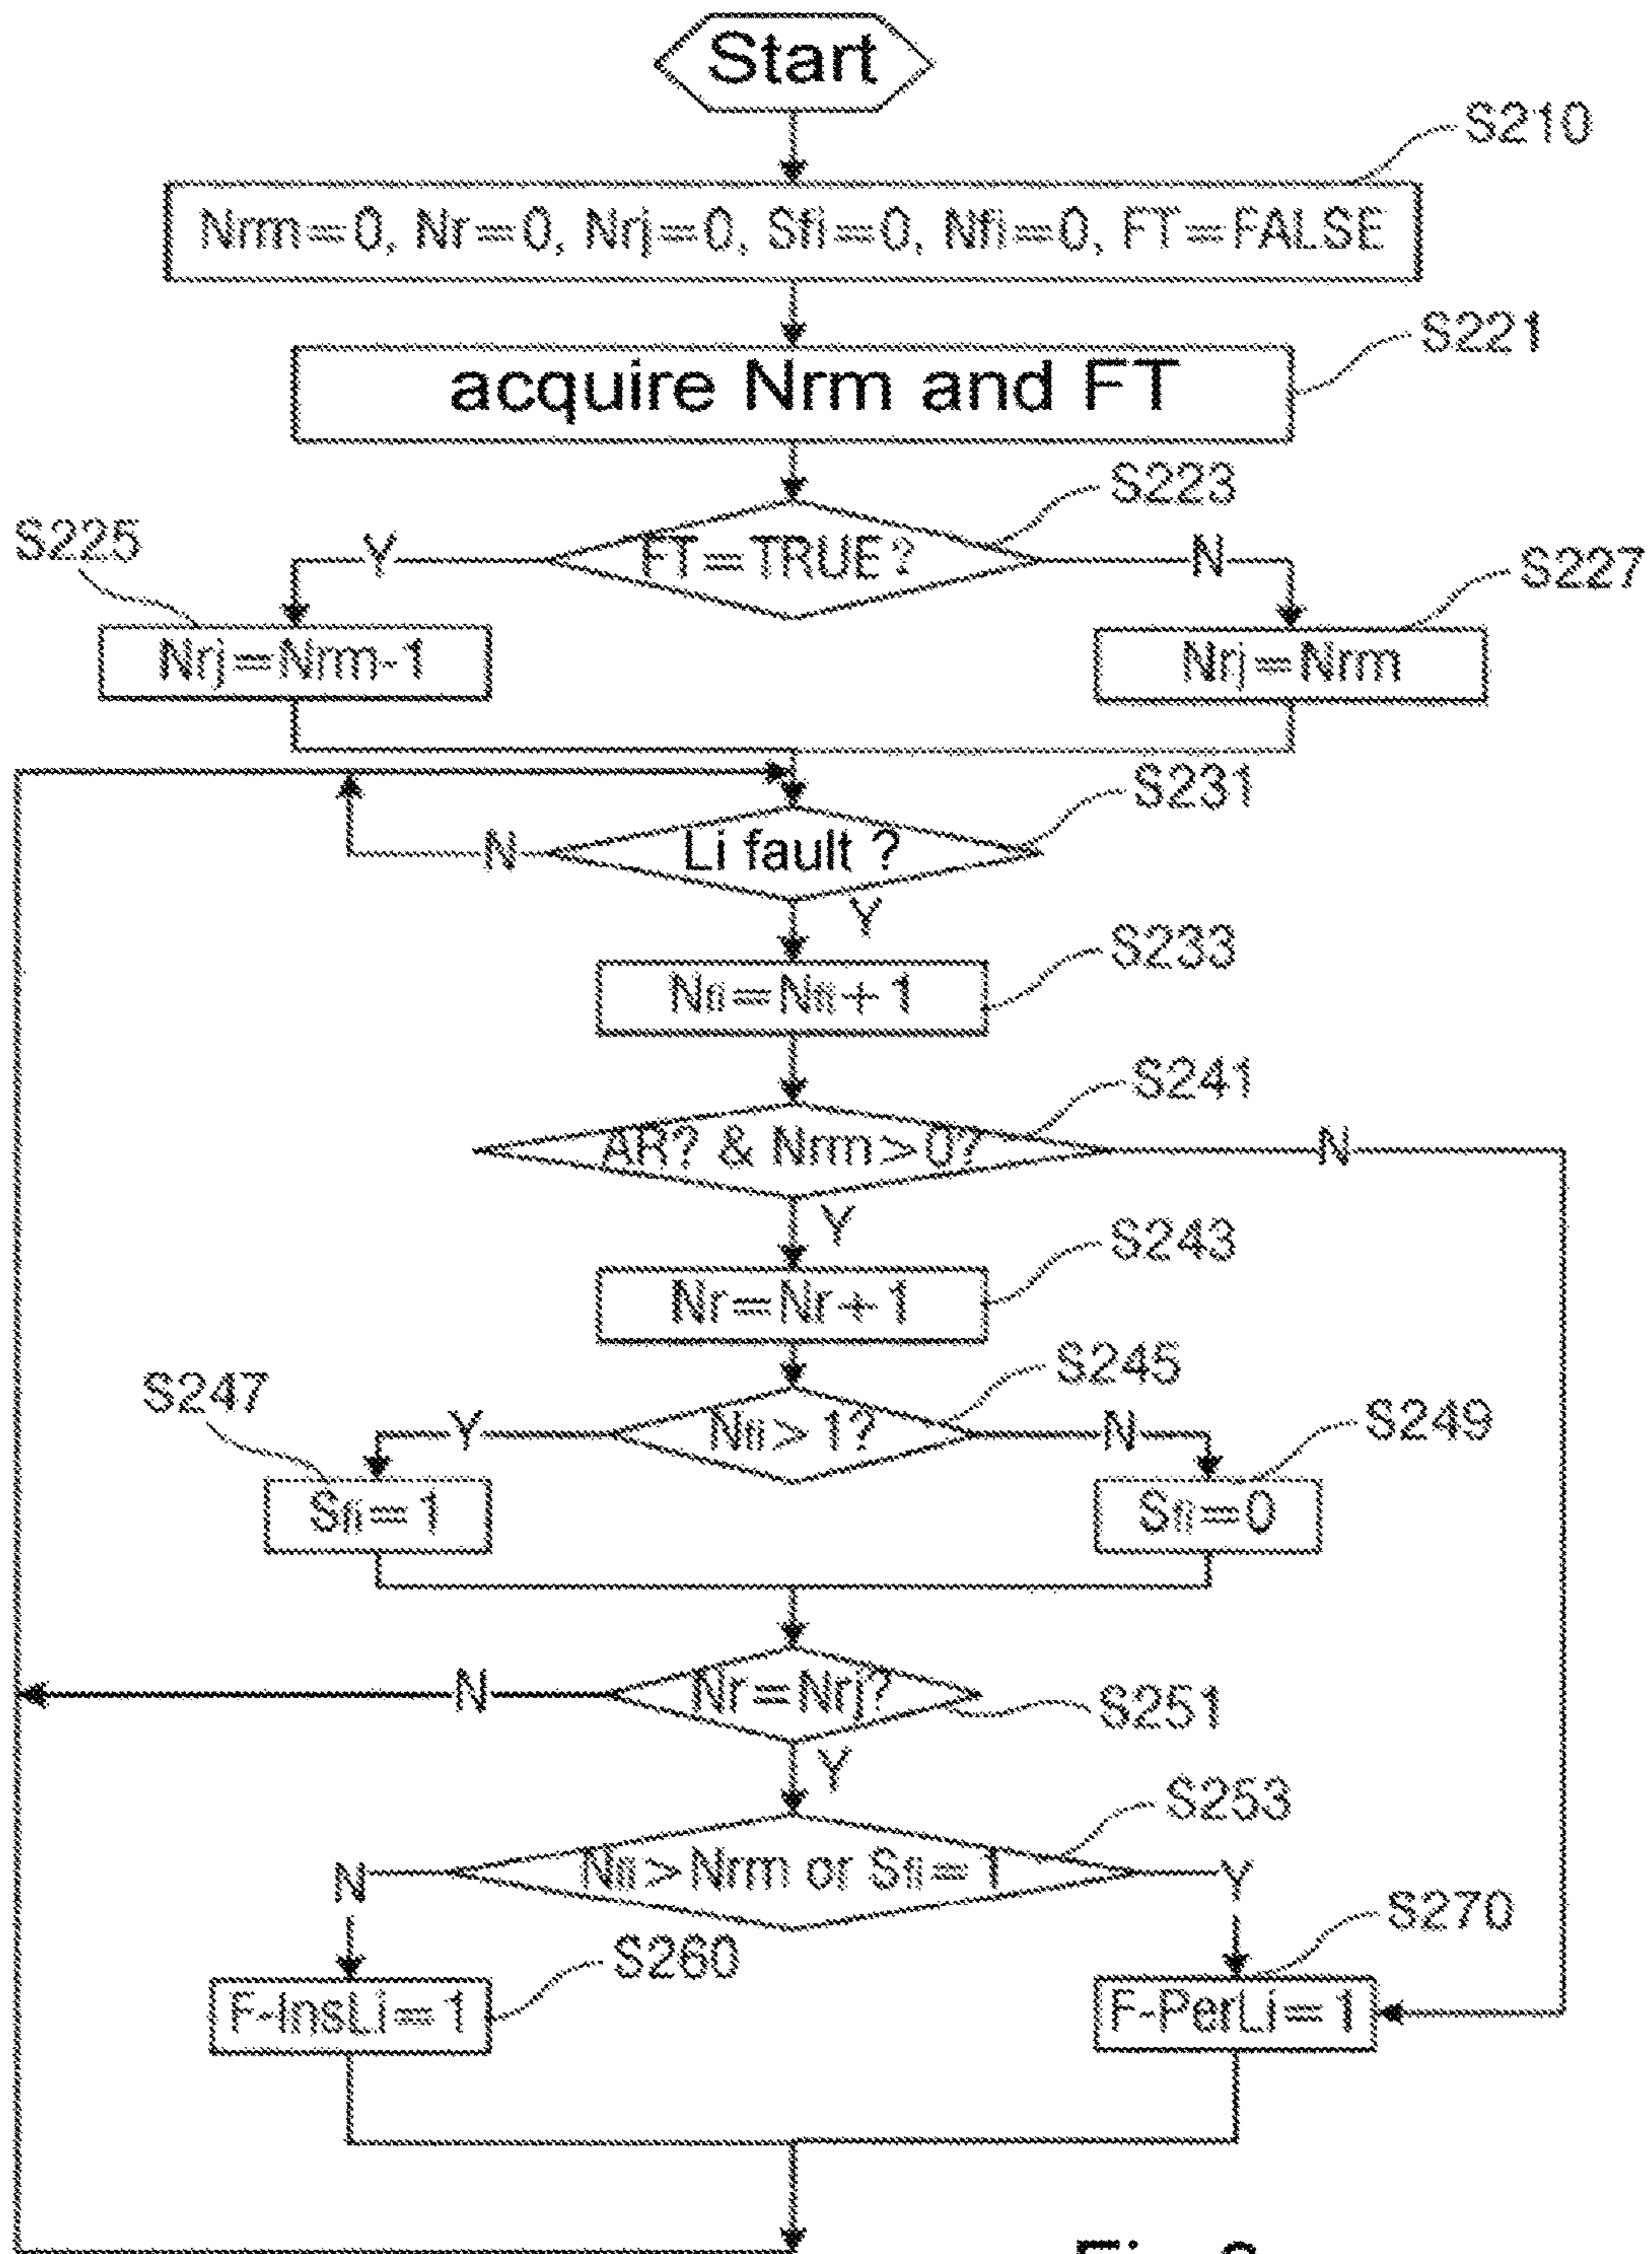 Start
S210
Nrm=0, Nr=0, Nrj=0, Sfi=0, Nfi=0, FT=FALSE
S221
acquire Nrm and FT
S223
S225
Y
FT=TRUE?
N
S227
Nrj=Nrm-1
Nrj=Nrm
S231
N
Li fault ?
Y
S233
Nfi=Nfi+1
S241
AR? & Nrm>0?
N
Y
S243
Nr=Nr+1
S245
S247
Y
Nfi>1?
N
S249
Sfi=1
Sfi=0
N
Nr=Nrj?
S251
Y
S253
N
Nfi>Nrm or Sfi=1
Y
S270
S260
F-InsLi=1
F-PerLi=1